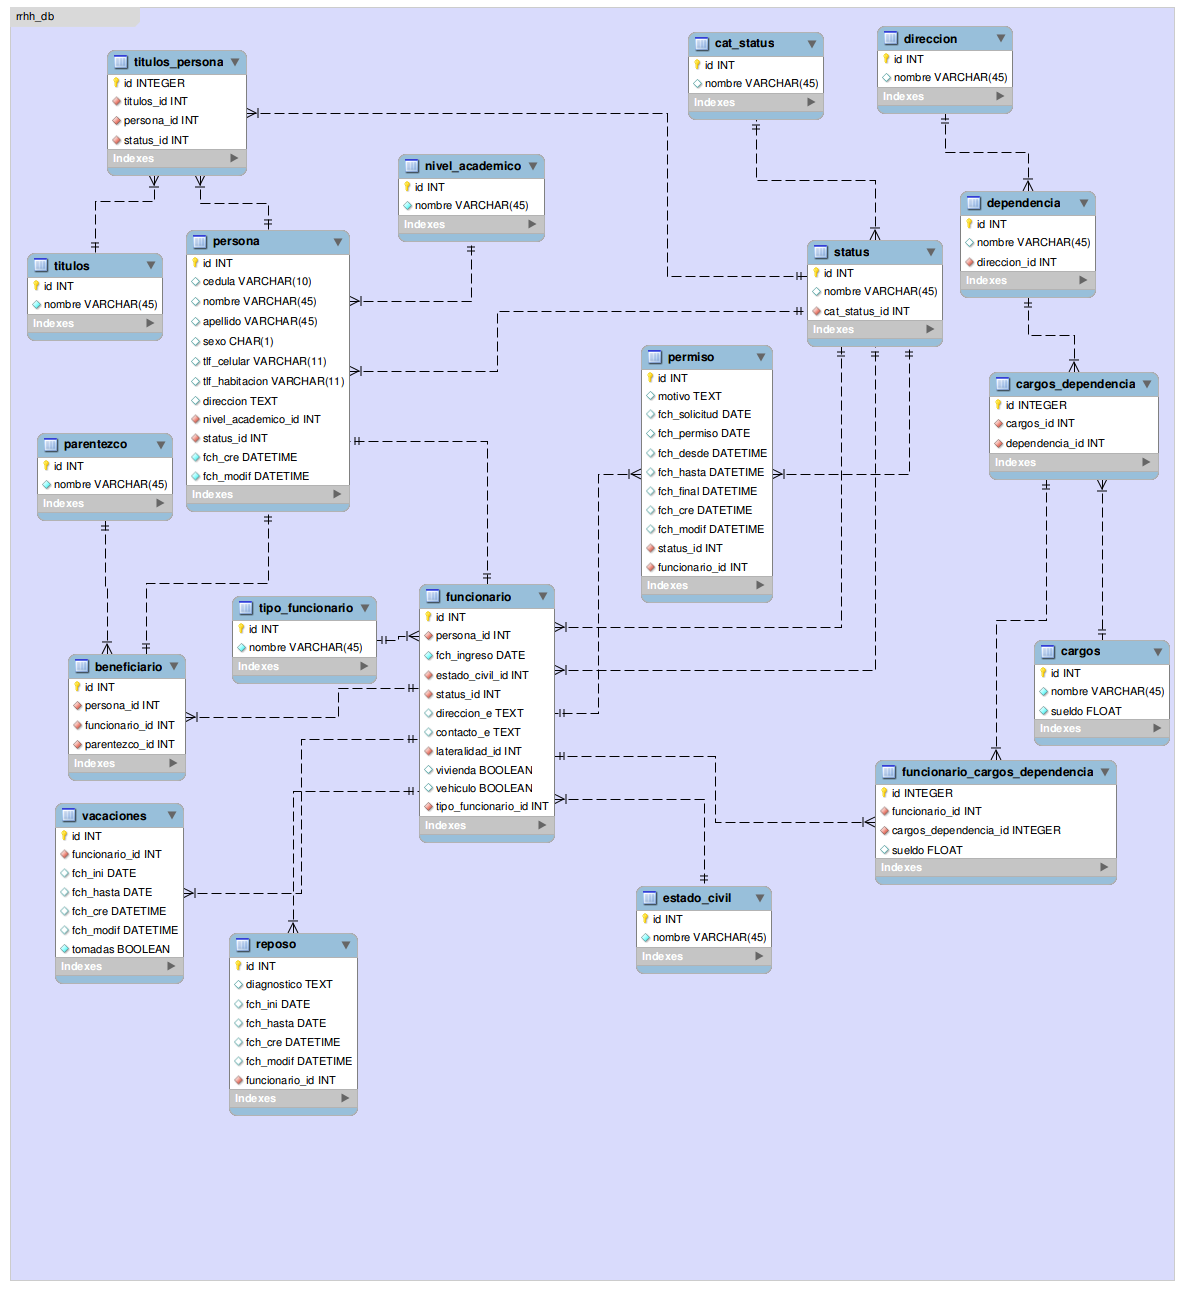 rrhh_db
titulos_persona
id INTEGER
titulos_id INT
persona_id INT
status_id INT
Indexes
cat_status
id INT
nombre VARCHAR(45)
Indexes
direccion
id INT
nombre VARCHAR(45)
Indexes
nivel_academico
id INT
nombre VARCHAR(45)
Indexes
dependencia
id INT
nombre VARCHAR(45)
direccion_id INT
Indexes
titulos
id INT
nombre VARCHAR(45)
Indexes
persona
id INT
cedula VARCHAR(10)
nombre VARCHAR(45)
apellido VARCHAR(45)
sexo CHAR(1)
tlf_celular VARCHAR(11)
tlf_habitacion VARCHAR(11)
direccion TEXT
nivel_academico_id INT
status_id INT
fch_cre DATETIME
fch_modif DATETIME
Indexes
status
id INT
nombre VARCHAR(45)
cat_status_id INT
Indexes
permiso
id INT
motivo TEXT
fch_solicitud DATE
fch_permiso DATE
fch_desde DATETIME
fch_hasta DATETIME
fch_final DATETIME
fch_cre DATETIME
fch_modif DATETIME
status_id INT
funcionario_id INT
Indexes
cargos_dependencia
id INTEGER
cargos_id INT
dependencia_id INT
Indexes
parentezco
id INT
nombre VARCHAR(45)
Indexes
tipo_funcionario
id INT
nombre VARCHAR(45)
Indexes
funcionario
id INT
persona_id INT
fch_ingreso DATE
estado_civil_id INT
status_id INT
direccion_e TEXT
contacto_e TEXT
lateralidad_id INT
vivienda BOOLEAN
vehiculo BOOLEAN
tipo_funcionario_id INT
Indexes
cargos
id INT
nombre VARCHAR(45)
sueldo FLOAT
Indexes
beneficiario
id INT
persona_id INT
funcionario_id INT
parentezco_id INT
Indexes
funcionario_cargos_dependencia
id INTEGER
funcionario_id INT
cargos_dependencia_id INTEGER
sueldo FLOAT
Indexes
vacaciones
id INT
funcionario_id INT
fch_ini DATE
fch_hasta DATE
fch_cre DATETIME
fch_modif DATETIME
tomadas BOOLEAN
Indexes
estado_civil
id INT
nombre VARCHAR(45)
Indexes
reposo
id INT
diagnostico TEXT
fch_ini DATE
fch_hasta DATE
fch_cre DATETIME
fch_modif DATETIME
funcionario_id INT
Indexes